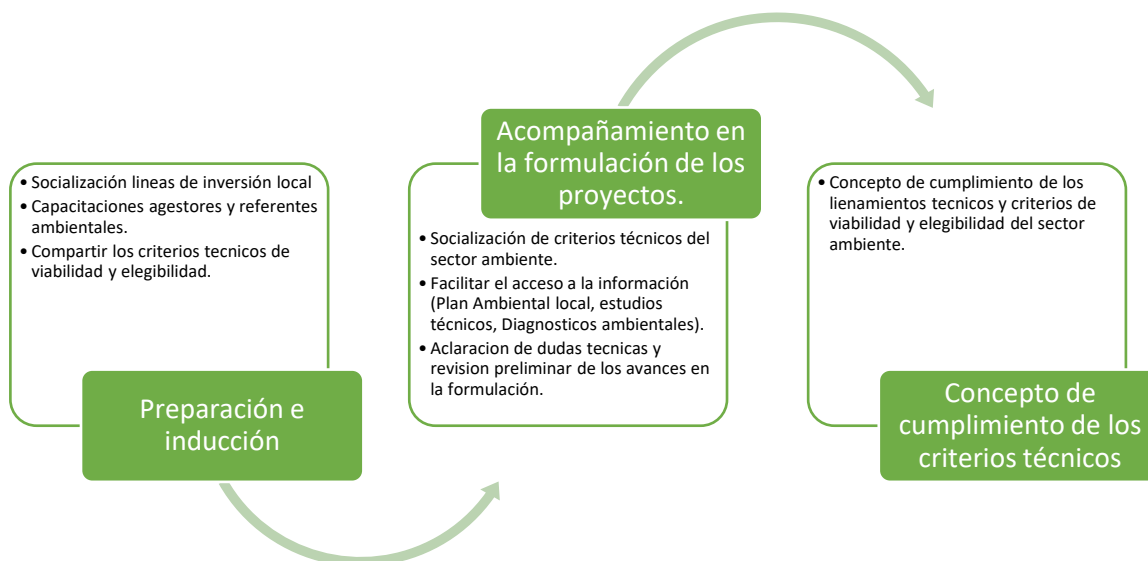 • Socialización lineas de inversión local
• Capacitaciones agestores y referentes
ambientales.
• Compartir los criterios tecnicos de
viabilidad y elegibilidad.
Preparación e
inducción
Acompañamiento en
la formulación de los
proyectos.
• Socialización de criterios técnicos del
sector ambiente.
• Facilitar el acceso a la información
(Plan Ambiental local, estudios
técnicos, Diagnosticos ambientales).
• Aclaracion de dudas tecnicas y
revision preliminar de los avances en
la formulación.
• Concepto de cumplimiento de los
lienamientos tecnicos y criterios de
viabilidad y elegibilidad del sector
ambiente.
Concepto de
cumplimiento de los
criterios técnicos